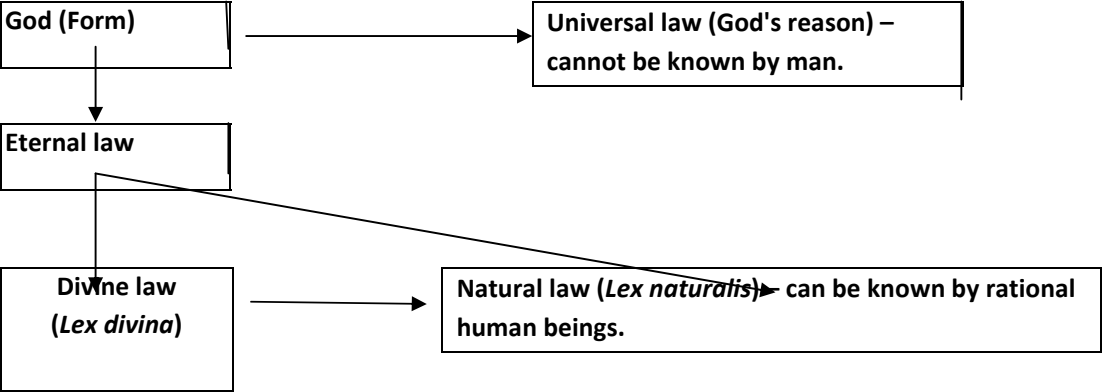 God (Form)
Universal law (God's reason) –
cannot be known by man.
Eternal law
Divine law
(Lex divina)
Natural law (Lex naturalis) – can be known by rational
human beings.